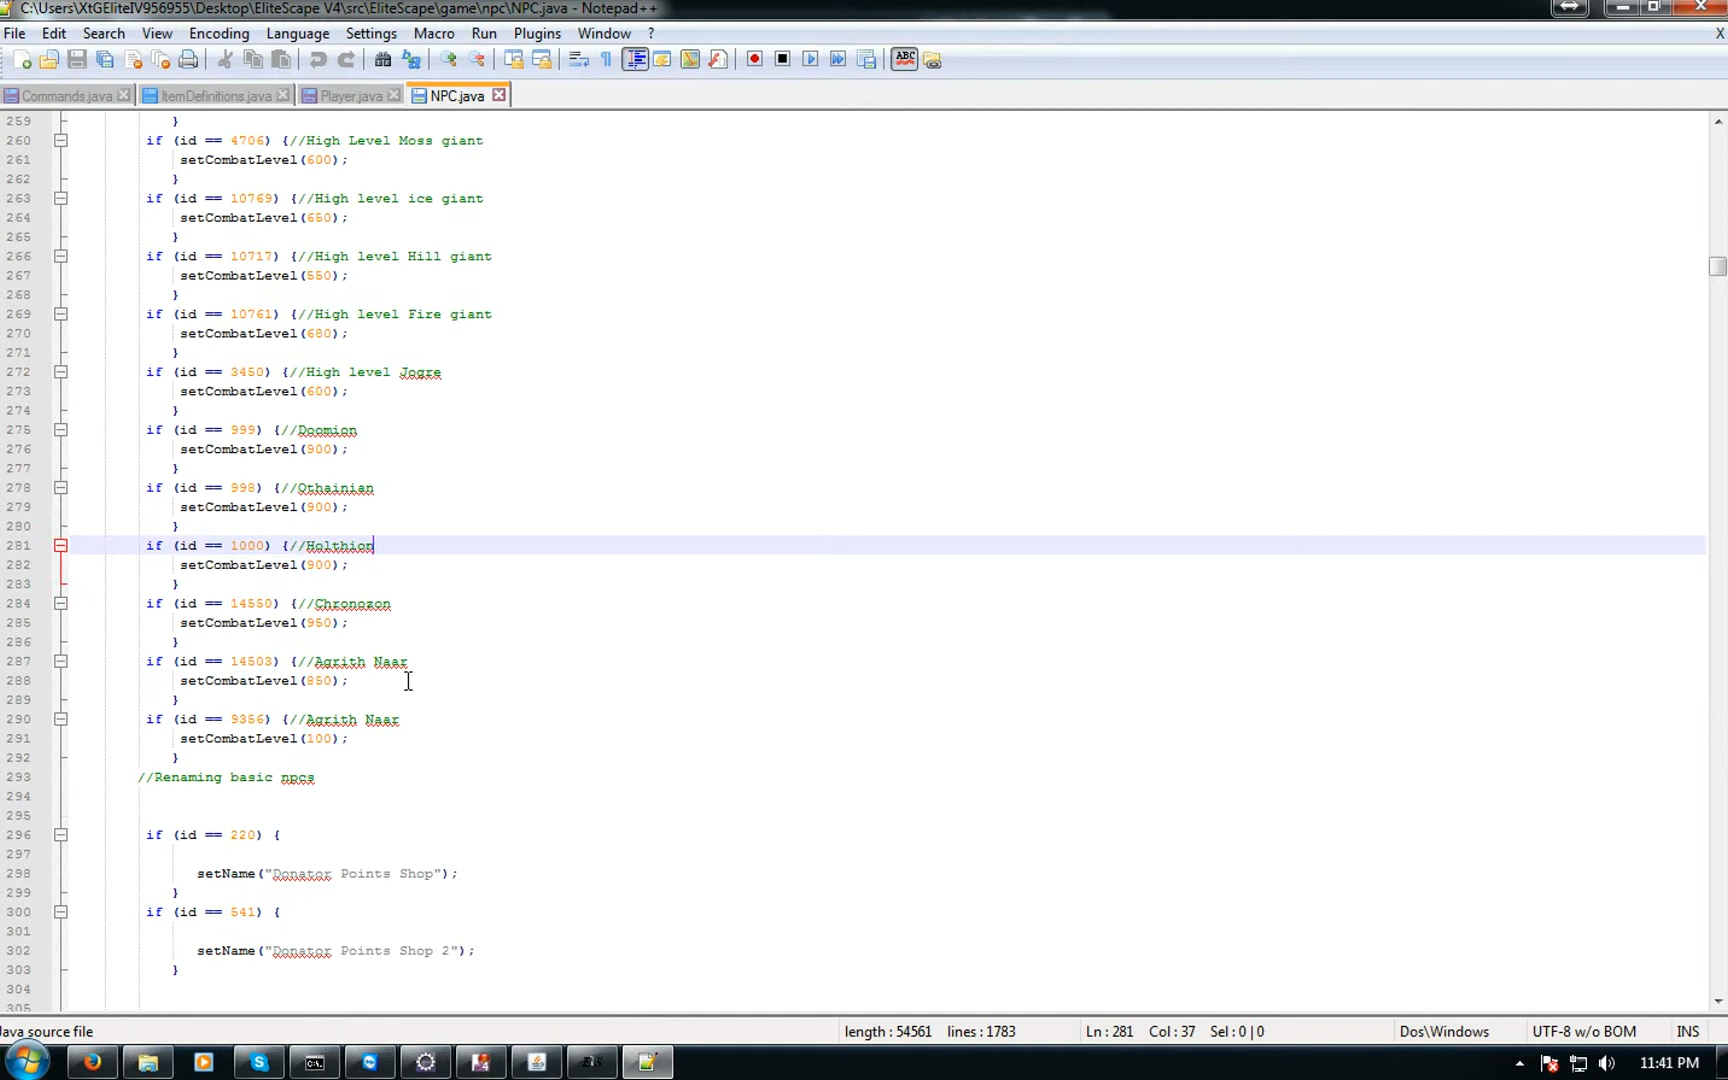 C:\Users\XtGEliteIV956955\Desktop\EliteScape V4\src\EliteScape\game\npc\NPC.java - Notepad++
File Edit Search View Encoding Language Settings Macro Run Plugins Window ? X
Commands.java ItemDefinitions.java Player.java NPC.java
259 }
260 if (id == 4706) {//High Level Moss giant
261 setCombatLevel(600);
262 }
263 if (id == 10769) {//High level ice giant
264 setCombatLevel(650);
265 }
266 if (id == 10717) {//High level Hill giant
267 setCombatLevel(550);
268 }
269 if (id == 10761) {//High level Fire giant
270 setCombatLevel(680);
271 }
272 if (id == 3450) {//High level Jogre
273 setCombatLevel(600);
274 }
275 if (id == 999) {//Doomion
276 setCombatLevel(900);
277 }
278 if (id == 998) {//Othainian
279 setCombatLevel(900);
280 }
281 if (id == 1000) {//Holthion
282 setCombatLevel(900);
283 }
284 if (id == 14550) {//Chronozon
285 setCombatLevel(950);
286 }
287 if (id == 14503) {//Agrith Naar
288 setCombatLevel(850);
289 }
290 if (id == 9356) {//Agrith Naar
291 setCombatLevel(100);
292 }
293 //Renaming basic npcs
294
295
296 if (id == 220) {
297
298 setName("Donator Points Shop");
299 }
300 if (id == 541) {
301
302 setName("Donator Points Shop 2");
303 }
304
305
Java source file length : 54561 lines : 1783 Ln : 281 Col : 37 Sel : 0 | 0 Dos\Windows UTF-8 w/o BOM INS
11:41 PM